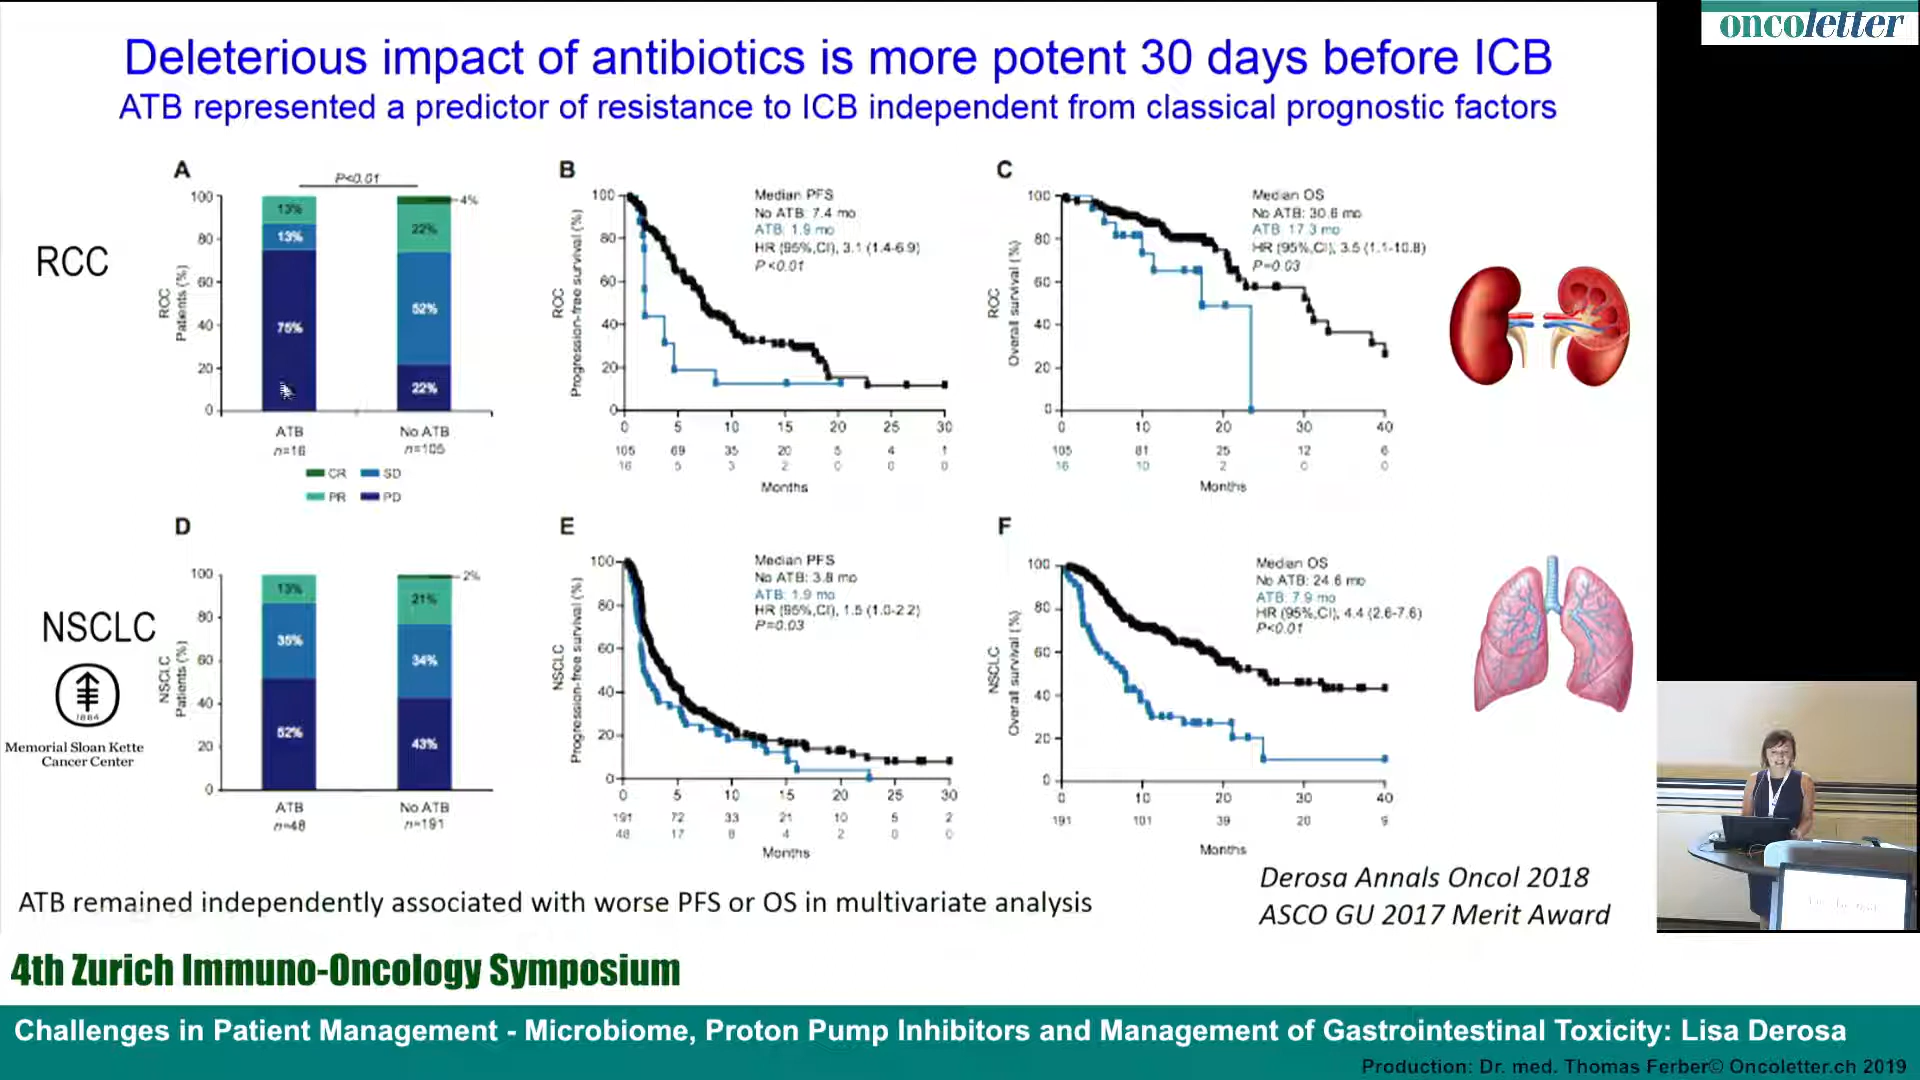 oncoletter
Deleterious impact of antibiotics is more potent 30 days before ICB
ATB represented a predictor of resistance to ICB independent from classical prognostic factors
RCC
A
P<0.01
RCC
Patients (%)
100
80
60
40
20
0
13%
13%
75%
4%
22%
52%
22%
ATB
n=16
No ATB
n=105
CR
SD
PR
PD
B
RCC
Progression-free survival (%)
100
80
60
40
20
0
Median PFS
No ATB: 7.4 mo
ATB: 1.9 mo
HR (95%,CI), 3.1 (1.4-6.9)
P<0.01
0 5 10 15 20 25 30
105 69 35 20 5 4 1
16 5 3 2 0 0 0
Months
C
RCC
Overall survival (%)
100
80
60
40
20
0
Median OS
No ATB: 30.6 mo
ATB: 17.3 mo
HR (95%,CI), 3.5 (1.1-10.8)
P=0.03
0 10 20 30 40
105 81 25 12 6
16 10 2 0 0
Months
NSCLC
1884
Memorial Sloan Kette
Cancer Center
D
NSCLC
Patients (%)
100
80
60
40
20
0
13%
35%
52%
2%
21%
34%
43%
ATB
n=48
No ATB
n=191
E
NSCLC
Progression-free survival (%)
100
80
60
40
20
0
Median PFS
No ATB: 3.8 mo
ATB: 1.9 mo
HR (95%,CI), 1.5 (1.0-2.2)
P=0.03
0 5 10 15 20 25 30
191 72 33 21 10 5 2
48 17 8 4 2 0 0
Months
F
NSCLC
Overall survival (%)
100
80
60
40
20
0
Median OS
No ATB: 24.6 mo
ATB: 7.9 mo
HR (95%,CI), 4.4 (2.6-7.6)
P<0.01
0 10 20 30 40
191 101 39 20 9
Months
Derosa Annals Oncol 2018
ASCO GU 2017 Merit Award
ATB remained independently associated with worse PFS or OS in multivariate analysis
4th Zurich Immuno-Oncology Symposium
Challenges in Patient Management - Microbiome, Proton Pump Inhibitors and Management of Gastrointestinal Toxicity: Lisa Derosa
Production: Dr. med. Thomas Ferber© Oncoletter.ch 2019